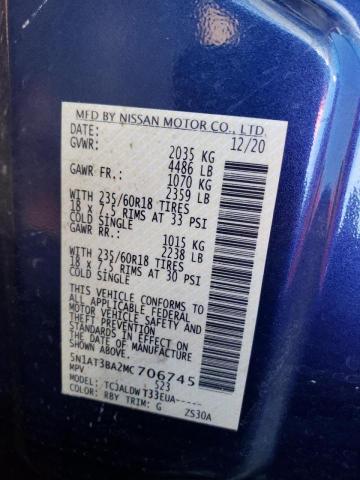 MFD BY NISSAN MOTOR CO., LTD.
DATE: 12/20
GVWR: 2035 KG
4486 LB
GAWR FR.: 1070 KG
2359 LB
WITH 235/60R18 TIRES
18 X 7.5 RIMS AT 33 PSI
COLD SINGLE
GAWR RR.: 1015 KG
2238 LB
WITH 235/60R18 TIRES
18 X 7.5 RIMS AT 30 PSI
COLD SINGLE
THIS VEHICLE CONFORMS TO
ALL APPLICABLE FEDERAL
MOTOR VEHICLE SAFETY AND
THEFT PREVENTION
STANDARDS IN EFFECT
ON THE DATE OF
MANUFACTURE SHOWN ABOVE.
5N1AT3BA2MC706745
MPV 523
TYPE: TCJALDW T33EUA-----
COLOR: RBY TRIM: G ZS30A